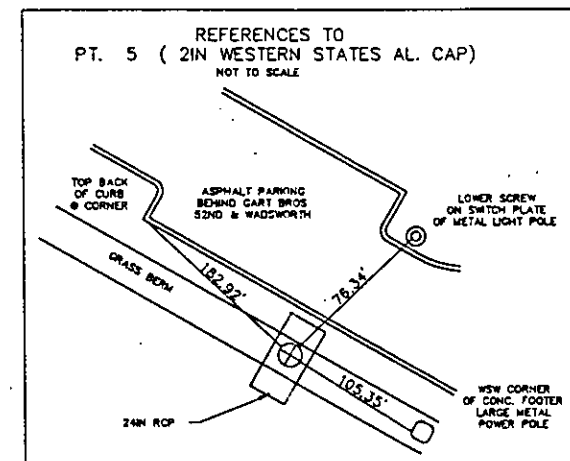 REFERENCES TO
PT. 5 ( 2IN WESTERN STATES AL. CAP)
NOT TO SCALE
TOP BACK
OF CURB
@ CORNER
ASPHALT PARKING
BEHIND GART BROS
52ND & WADSWORTH
LOWER SCREW
ON SWITCH PLATE
OF METAL LIGHT POLE
GRASS BERM
182.92'
76.34'
105.35'
24IN RCP
WSW CORNER
OF CONC. FOOTER
LARGE METAL
POWER POLE